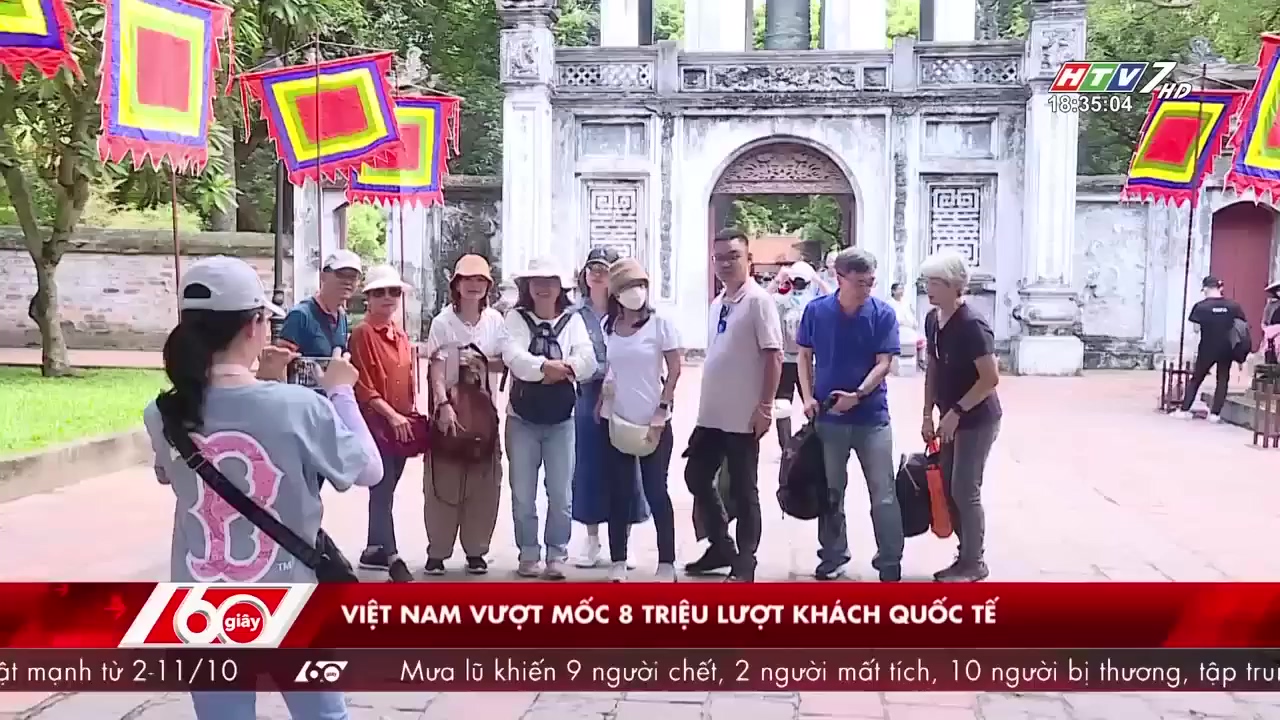 HTV7 HD
18:35:04
B
TM
60 giây
VIỆT NAM VƯỢT MỐC 8 TRIỆU LƯỢT KHÁCH QUỐC TẾ
mạnh từ 2-11/10 60 Mưa lũ khiến 9 người chết, 2 người mất tích, 10 người bị thương, tập